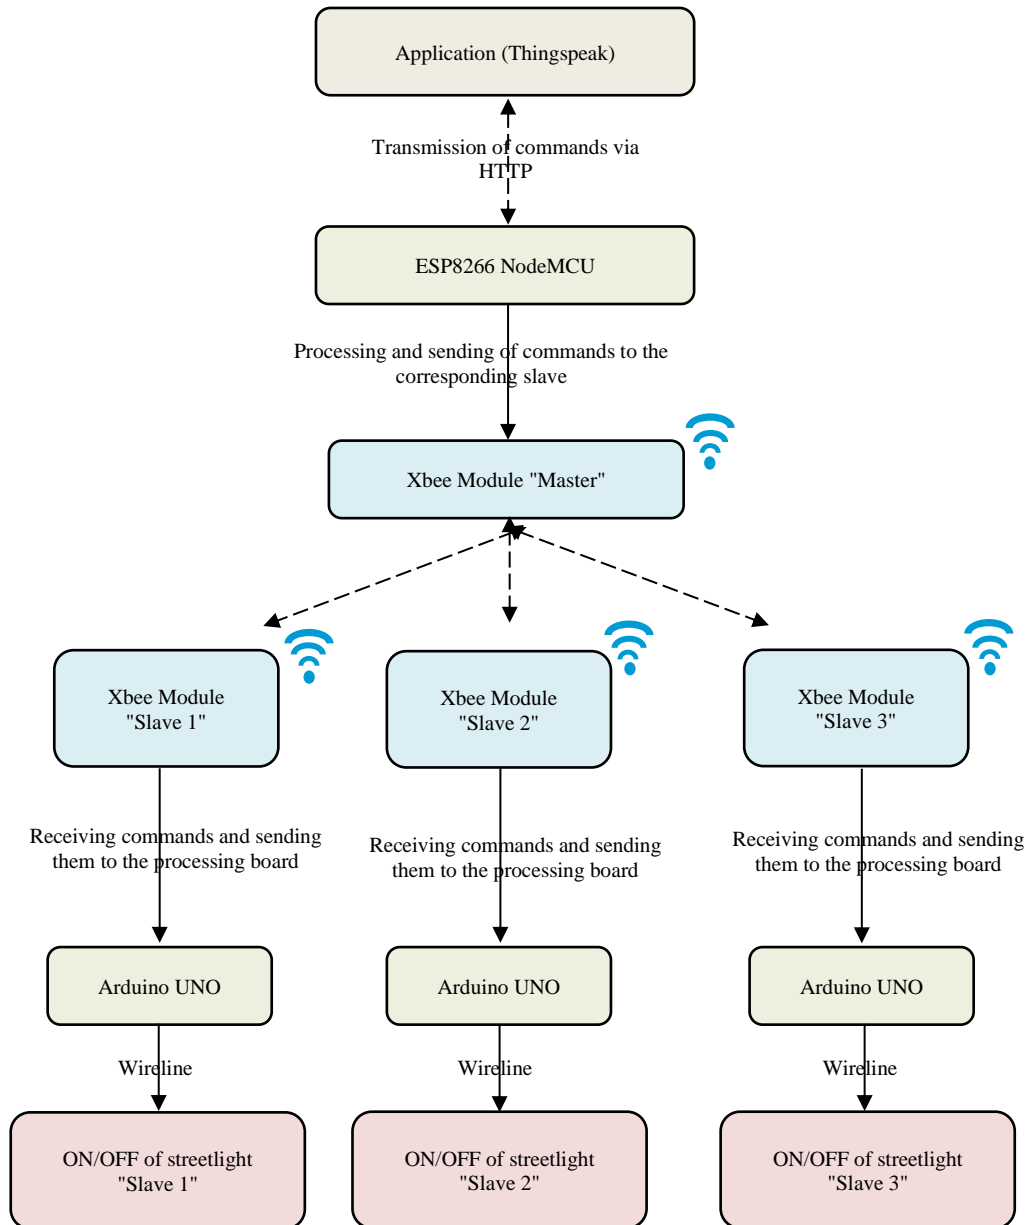 Application (Thingspeak)
Transmission of commands via
HTTP
ESP8266 NodeMCU
Processing and sending of commands to the
corresponding slave
Xbee Module "Master"
Xbee Module
"Slave 1"
Xbee Module
"Slave 2"
Xbee Module
"Slave 3"
Receiving commands and sending
them to the processing board
Receiving commands and sending
them to the processing board
Receiving commands and sending
them to the processing board
Arduino UNO
Arduino UNO
Arduino UNO
Wireline
Wireline
Wireline
ON/OFF of streetlight
"Slave 1"
ON/OFF of streetlight
"Slave 2"
ON/OFF of streetlight
"Slave 3"